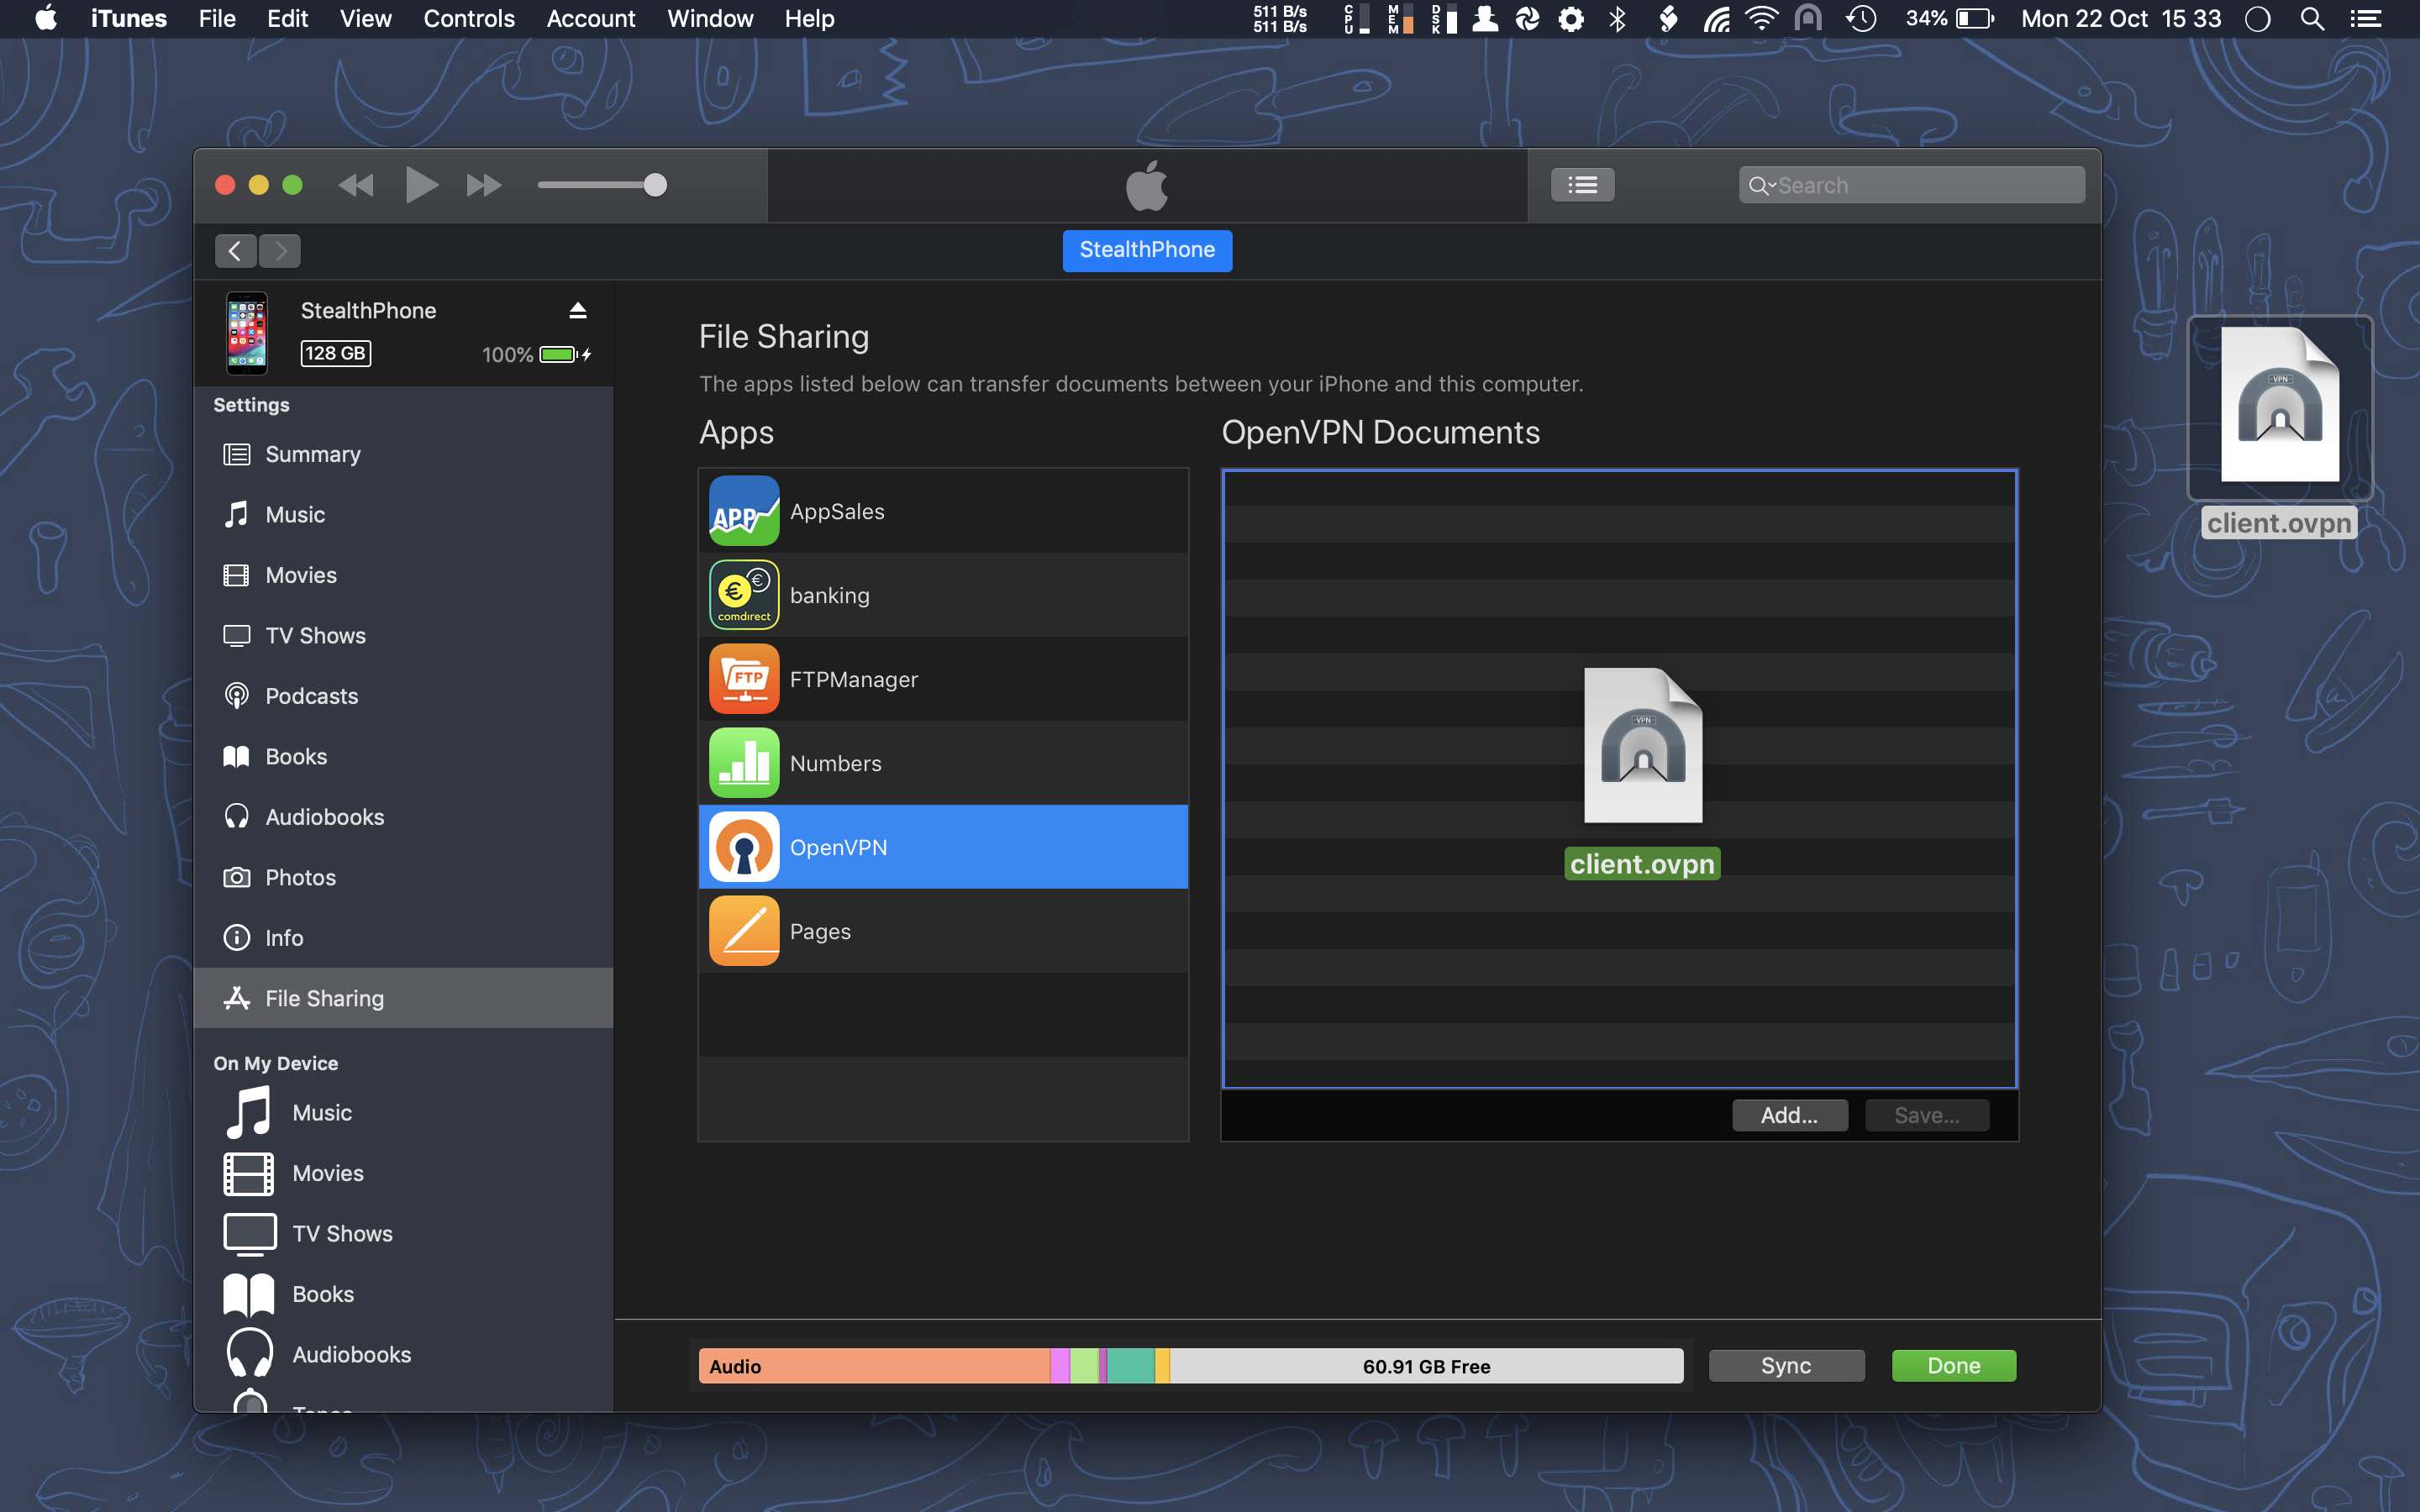 iTunes File Edit View Controls Account Window Help 511 B/s 511 B/s CPU MEM DSK 34% Mon 22 Oct 15 33
Search
StealthPhone
StealthPhone
128 GB 100%
Settings
Summary
Music
Movies
TV Shows
Podcasts
Books
Audiobooks
Photos
Info
File Sharing
On My Device
Music
Movies
TV Shows
Books
Audiobooks
File Sharing
The apps listed below can transfer documents between your iPhone and this computer.
Apps
APP AppSales
€ € comdirect banking
FTP FTPManager
Numbers
OpenVPN
Pages
OpenVPN Documents
-VPN-
client.ovpn
Add...
Save...
Audio
60.91 GB Free
Sync
Done
-VPN-
client.ovpn